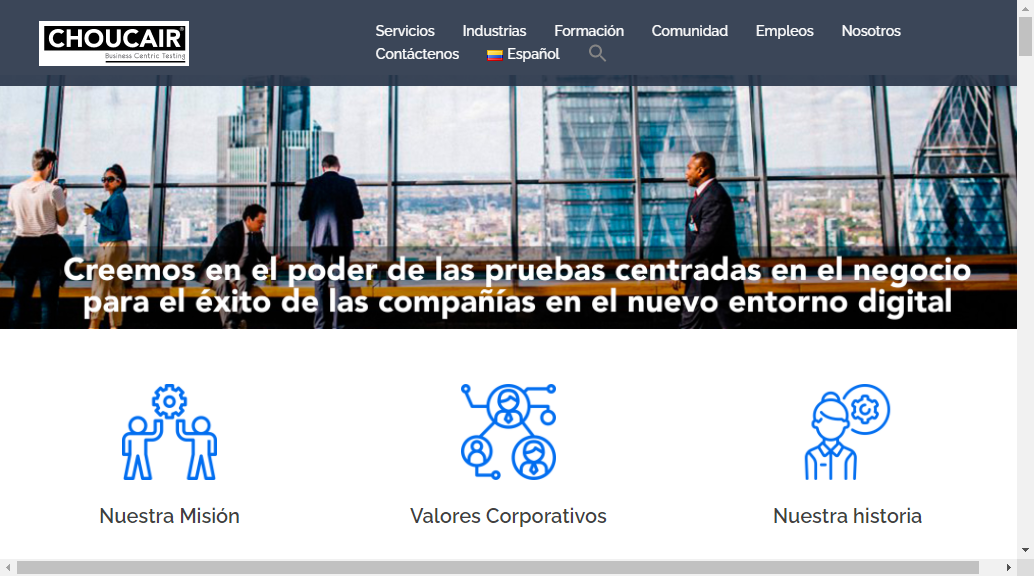 CHOUCAIR
Business Centric Testing
Servicios Industrias Formación Comunidad Empleos Nosotros
Contáctenos Español
Creemos en el poder de las pruebas centradas en el negocio
para el éxito de las compañías en el nuevo entorno digital
Nuestra Misión Valores Corporativos Nuestra historia